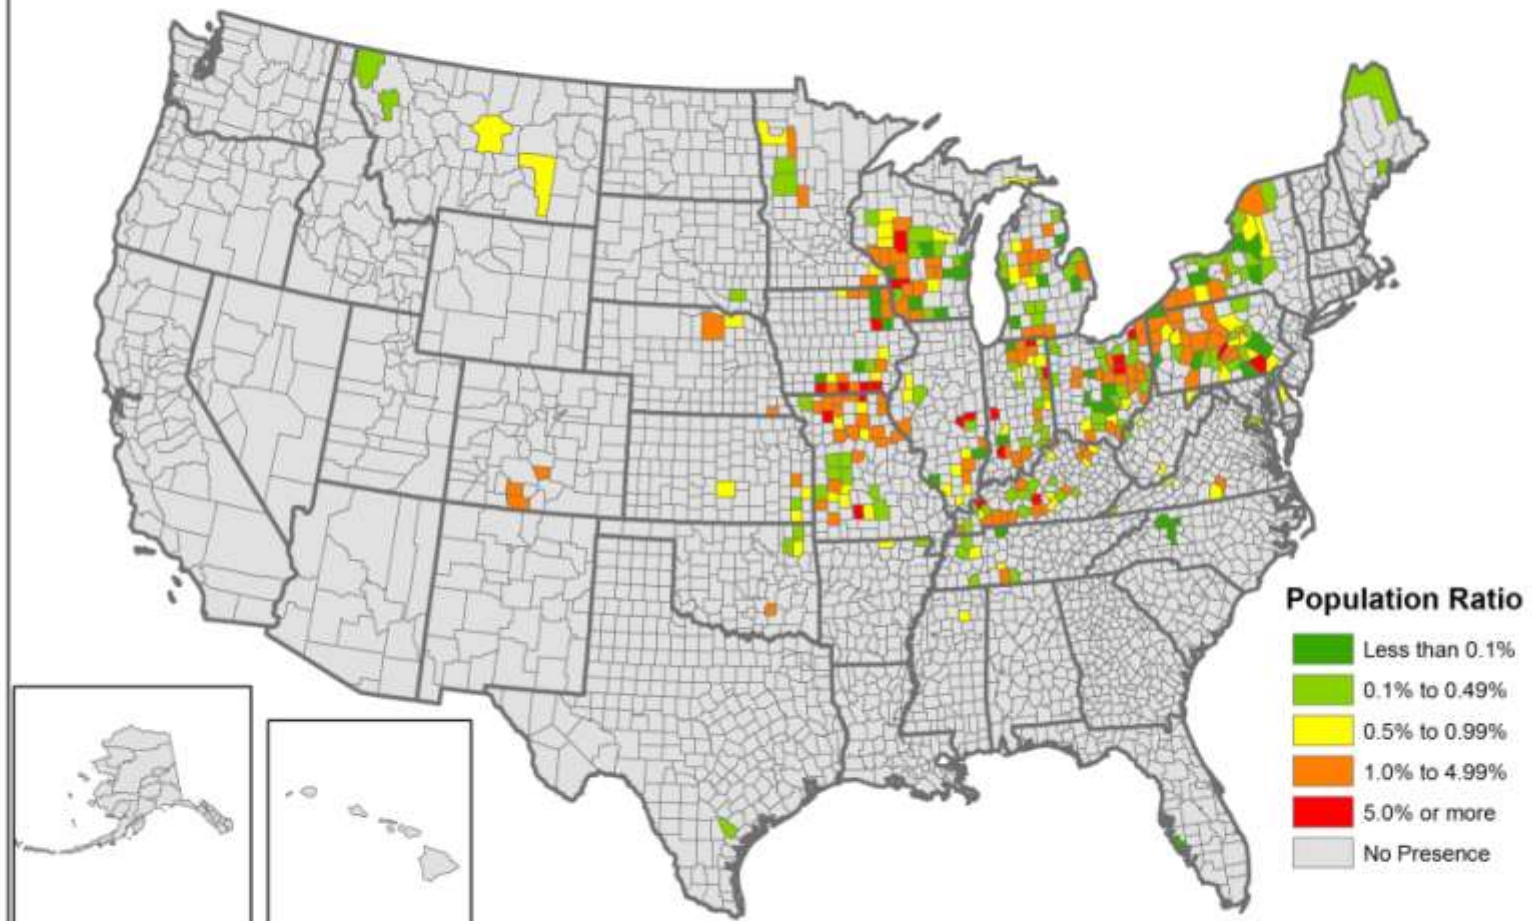 Population Ratio
Less than 0.1%
0.1% to 0.49%
0.5% to 0.99%
1.0% to 4.99%
5.0% or more
No Presence